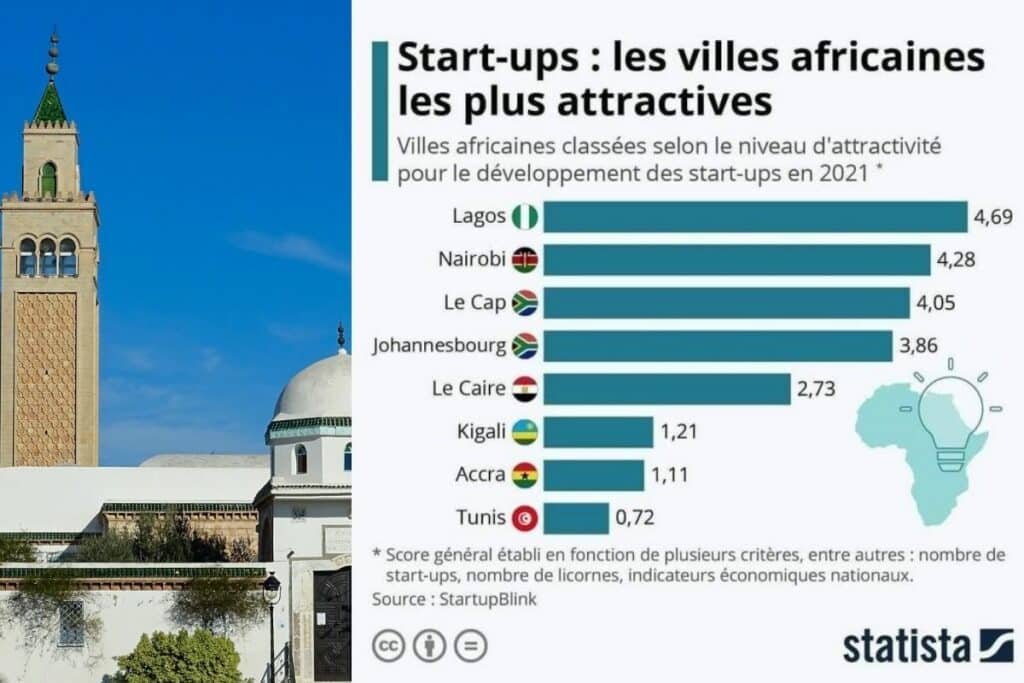 Start-ups : les villes africaines
les plus attractives
Villes africaines classées selon le niveau d'attractivité
pour le développement des start-ups en 2021 *
Lagos 4,69
Nairobi 4,28
Le Cap 4,05
Johannesbourg 3,86
Le Caire 2,73
Kigali 1,21
Accra 1,11
Tunis 0,72
* Score général établi en fonction de plusieurs critères, entre autres : nombre de
start-ups, nombre de licornes, indicateurs économiques nationaux.
Source : StartupBlink
cc
statista